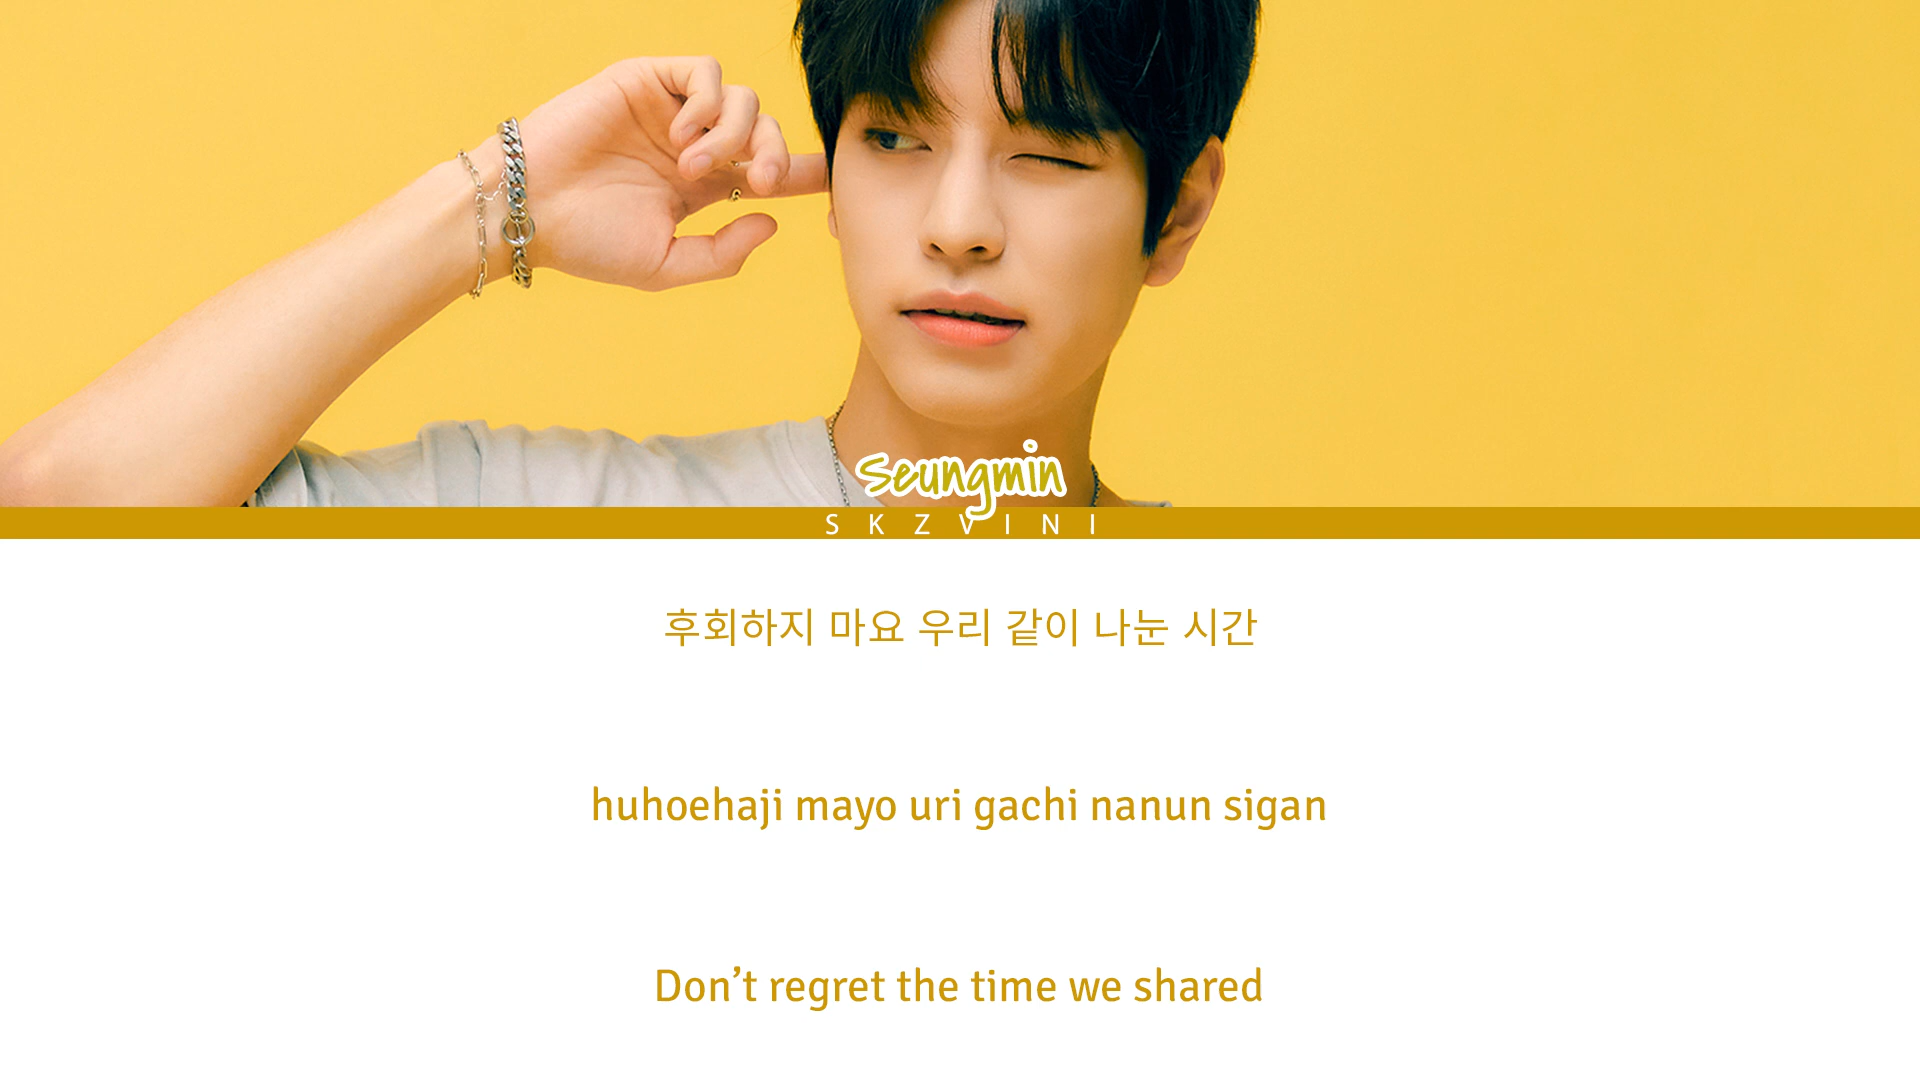 Seungmin
SKZVINI
후회하지 마요 우리 같이 나눈 시간
huhoehaji mayo uri gachi nanun sigan
Don’t regret the time we shared